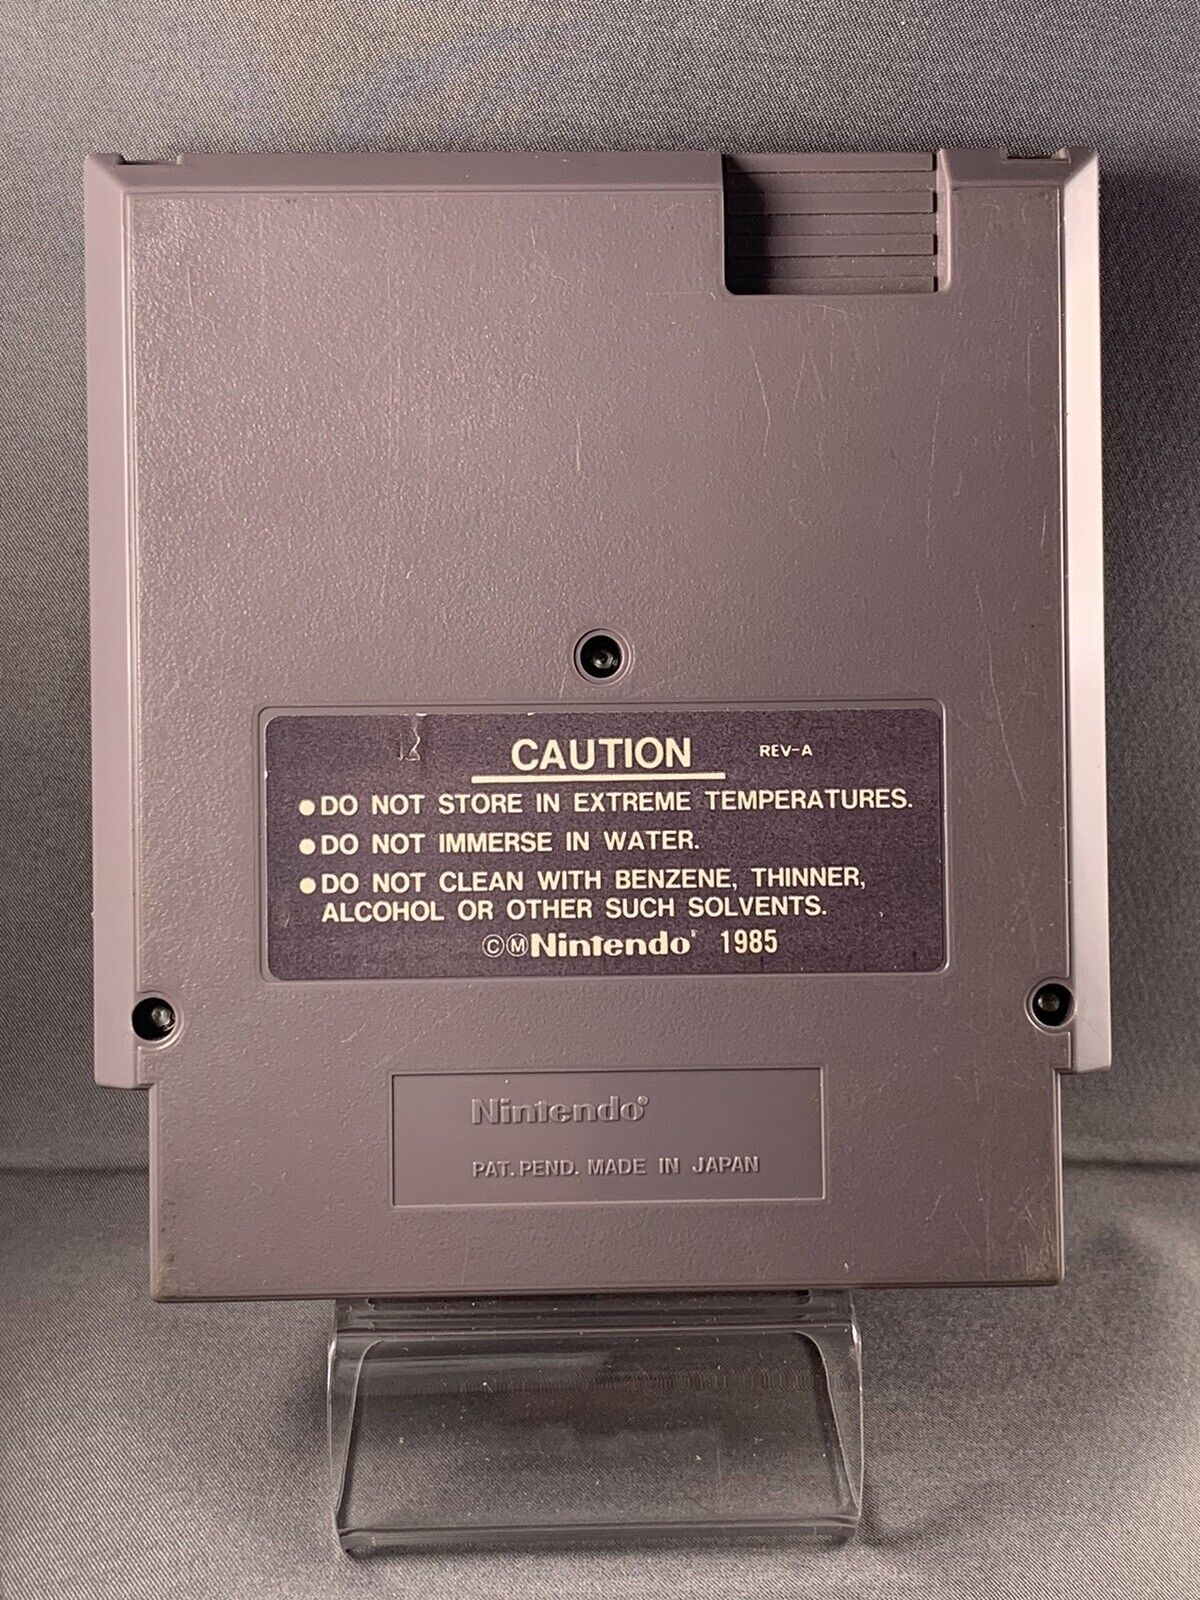 CAUTION REV-A
●DO NOT STORE IN EXTREME TEMPERATURES.
●DO NOT IMMERSE IN WATER.
●DO NOT CLEAN WITH BENZENE, THINNER,
ALCOHOL OR OTHER SUCH SOLVENTS.
ⒸⓂNintendo® 1985
Nintendo®
PAT. PEND. MADE IN JAPAN